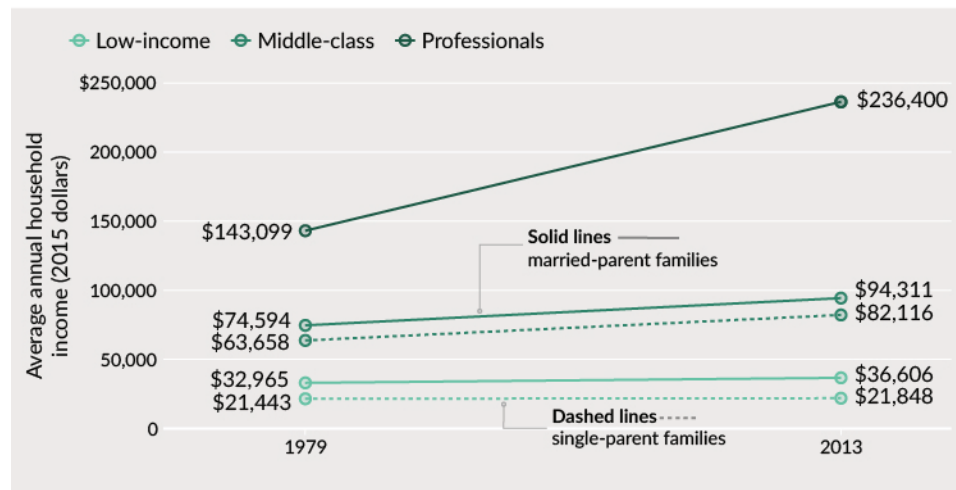 Low-income Middle-class Professionals
$250,000
200,000
150,000
100,000
50,000
0
Average annual household
income (2015 dollars)
$143,099
$236,400
Solid lines
married-parent families
$74,594
$94,311
$63,658
$82,116
$32,965
$36,606
$21,443
$21,848
Dashed lines
single-parent families
1979
2013